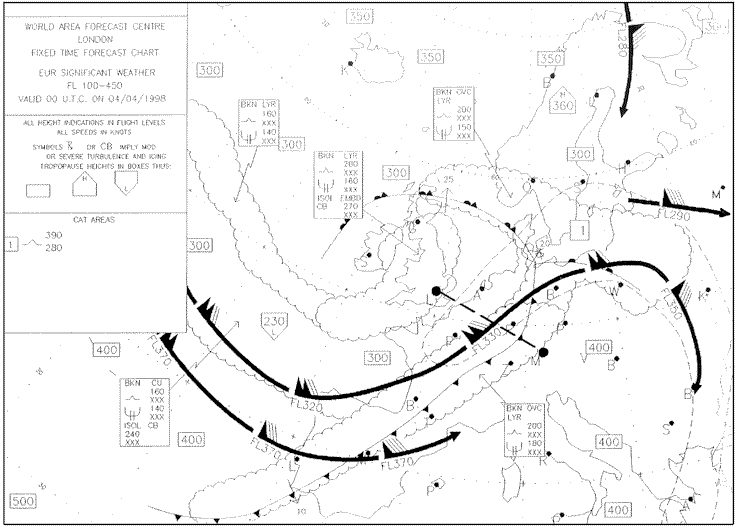 WORLD AREA FORECAST CENTRE
LONDON
FIXED TIME FORECAST CHART
EUR SIGNIFICANT WEATHER
FL 100-450
VALID 00 U.T.C. ON 04/04/1998
ALL HEIGHT INDICATIONS IN FLIGHT LEVELS
ALL SPEEDS IN KNOTS
SYMBOLS OR CB IMPLY MOD
OR SEVERE TURBULENCE AND ICING
TROPOPAUSE HEIGHTS IN BOXES THUS:
H
L
CAT AREAS
1
390
280
350
300
350
350
K
B
FL280
H
360
BKN LYR
160
XXX
140
XXX
300
BKN OVC
LYR
XXX
150
XXX
BKN LYR
200
XXX
160
XXX
ISOL EMBD
CB
270
XXX
300
300
H
M
25
O
FL290
1
300
S
20
230
L
A
B
W
K
FL360
FL330
M
400
B
300
400
FL370
FL320
BKN CU
160
XXX
140
XXX
ISOL CB
240
XXX
400
FL370
B
B
S
BKN OVC
LYR
200
XXX
180
XXX
400
L
M
FL370
R
P
10
500
400
A